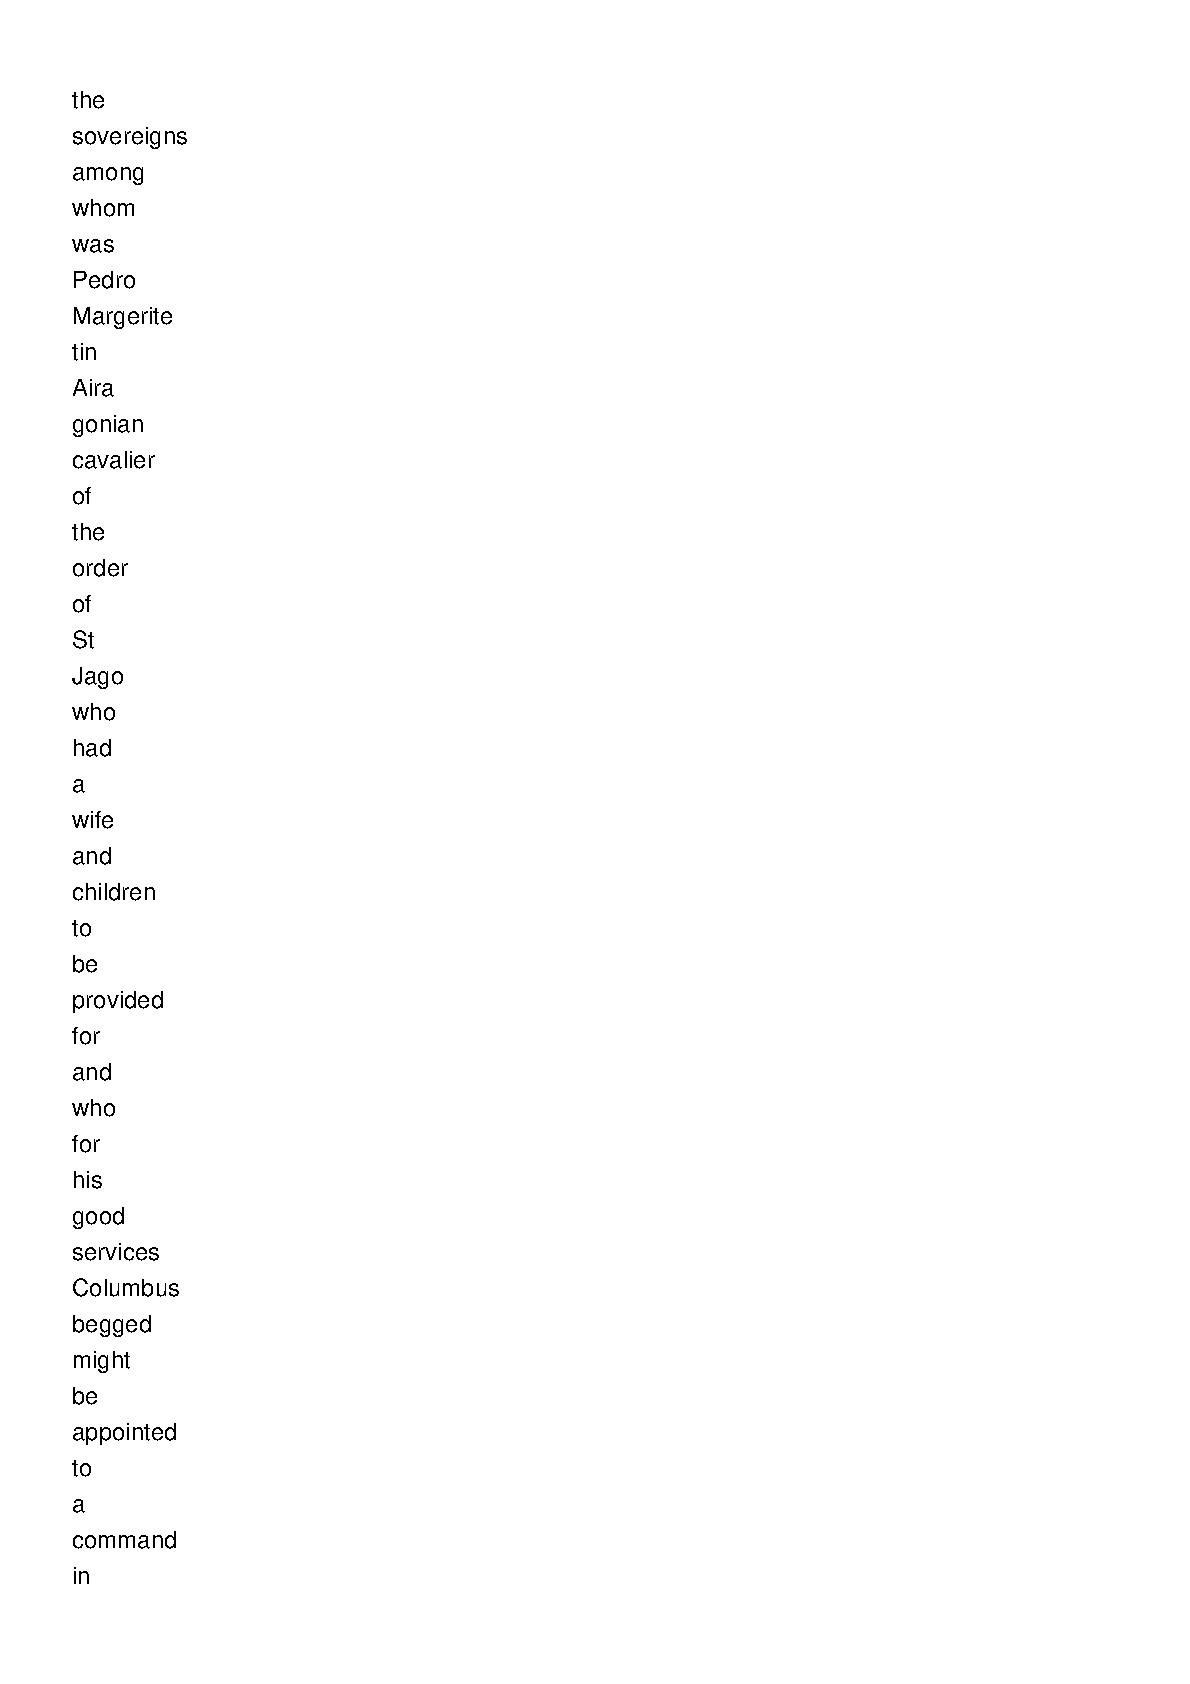 the
sovereigns
among
whom
was
Pedro
Margerite
tin
Aira
gonian
cavalier
of
the
order
of
St
Jago
who
had
a
wife
and
children
to
be
provided
for
and
who
for
his
good
services
Columbus
begged
might
be
appointed
to
a
command
in